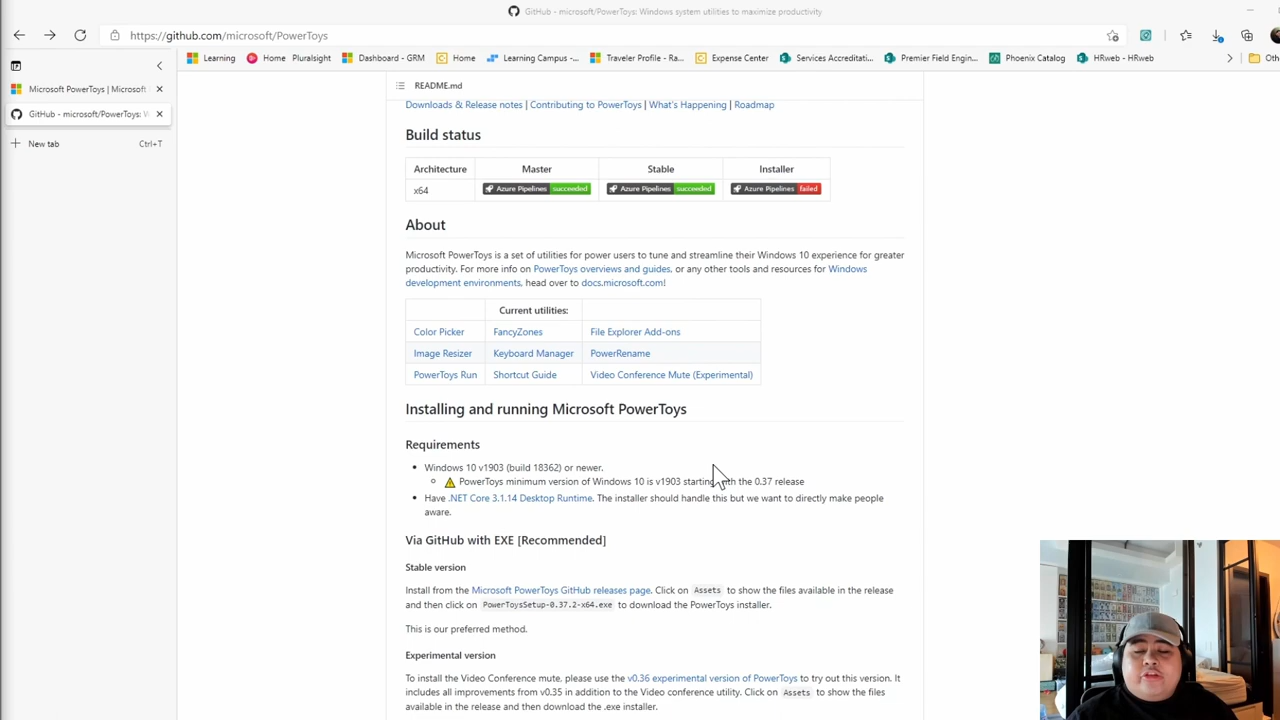 GitHub - microsoft/PowerToys: Windows system utilities to maximize productivity
https://github.com/microsoft/PowerToys
Learning
Home Pluralsight
Dashboard - GRM
Home
Learning Campus -...
Traveler Profile - Ra...
Expense Center
Services Accreditati...
Premier Field Engin...
Phoenix Catalog
HRweb - HRweb
Microsoft PowerToys | Microsoft
GitHub - microsoft/PowerToys: W
New tab Ctrl+T
README.md
Downloads & Release notes | Contributing to PowerToys | What's Happening | Roadmap
Build status
Architecture Master Stable Installer
x64 Azure Pipelines succeeded Azure Pipelines succeeded Azure Pipelines failed
About
Microsoft PowerToys is a set of utilities for power users to tune and streamline their Windows 10 experience for greater
productivity. For more info on PowerToys overviews and guides, or any other tools and resources for Windows
development environments, head over to docs.microsoft.com!
Current utilities:
Color Picker FancyZones File Explorer Add-ons
Image Resizer Keyboard Manager PowerRename
PowerToys Run Shortcut Guide Video Conference Mute (Experimental)
Installing and running Microsoft PowerToys
Requirements
Windows 10 v1903 (build 18362) or newer.
PowerToys minimum version of Windows 10 is v1903 starting with the 0.37 release
Have .NET Core 3.1.14 Desktop Runtime. The installer should handle this but we want to directly make people
aware.
Via GitHub with EXE [Recommended]
Stable version
Install from the Microsoft PowerToys GitHub releases page. Click on Assets to show the files available in the release
and then click on PowerToysSetup-0.37.2-x64.exe to download the PowerToys installer.
This is our preferred method.
Experimental version
To install the Video Conference mute, please use the v0.36 experimental version of PowerToys to try out this version. It
includes all improvements from v0.35 in addition to the Video conference utility. Click on Assets to show the files
available in the release and then download the .exe installer.